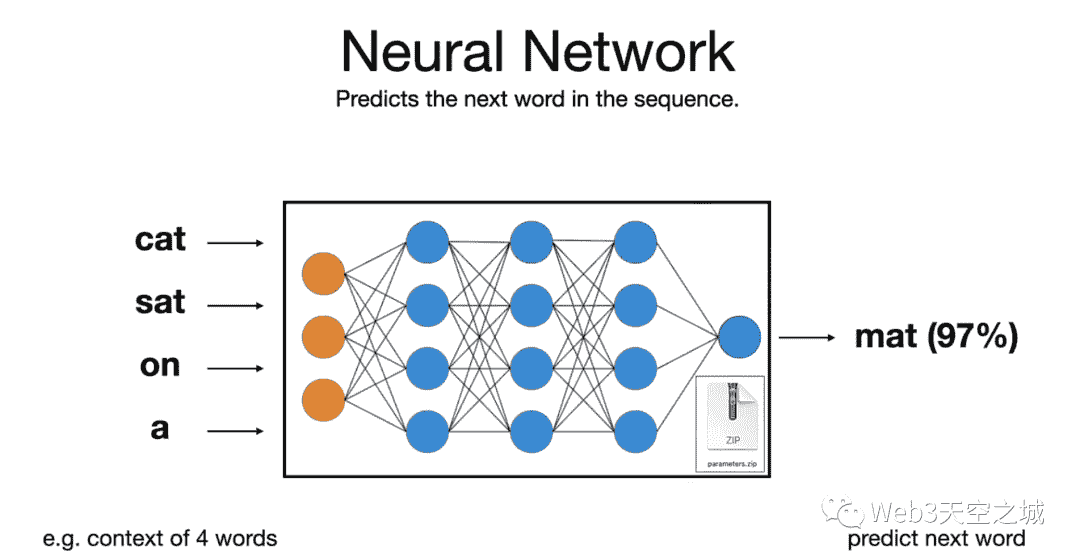 Neural Network
Predicts the next word in the sequence.
cat
sat
on
a
mat (97%)
ZIP
parameters.zip
Web3天空之城
e.g. context of 4 words
predict next word